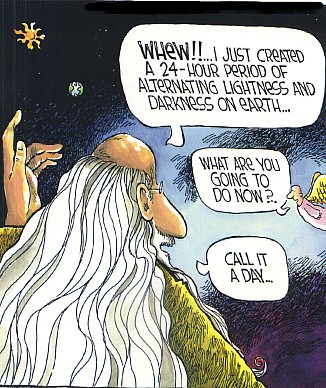 WHEW!!...I JUST CREATED
A 24-HOUR PERIOD OF
ALTERNATING LIGHTNESS AND
DARKNESS ON EARTH...
WHAT ARE YOU
GOING TO
DO NOW?..
CALL IT
A DAY...